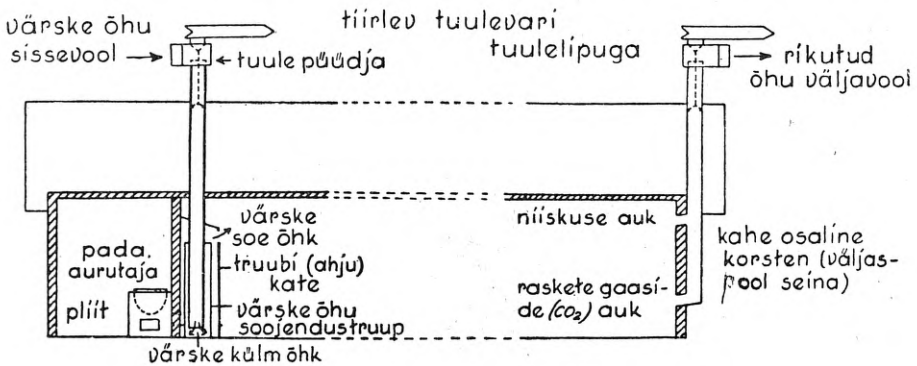 värske õhu
sissevool
tuule püüdja
tiirlev tuulevari
tuulelipuga
rikutud
õhu väljavool
värske
soe õhk
truubi (ahju)
kate
värske õhu
soojendustruup
värske külm õhk
pada,
aurutaja
pliit
niiskuse auk
raskete gaasi-
de (CO₂) auk
kahe osaline
korsten (väljas-
pool seina)